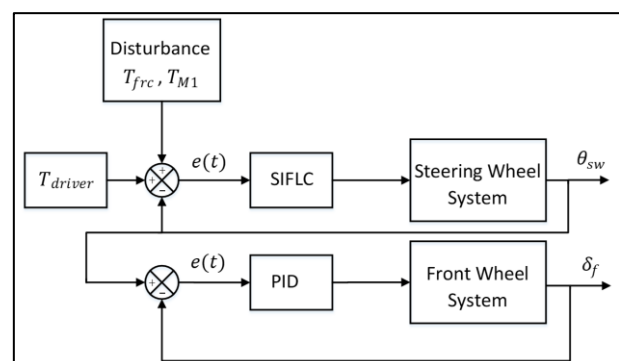 Disturbance
T_frc , T_M1
T_driver
+
+
−
e(t)
SIFLC
Steering Wheel
System
θ_sw
+
−
e(t)
PID
Front Wheel
System
δ_f